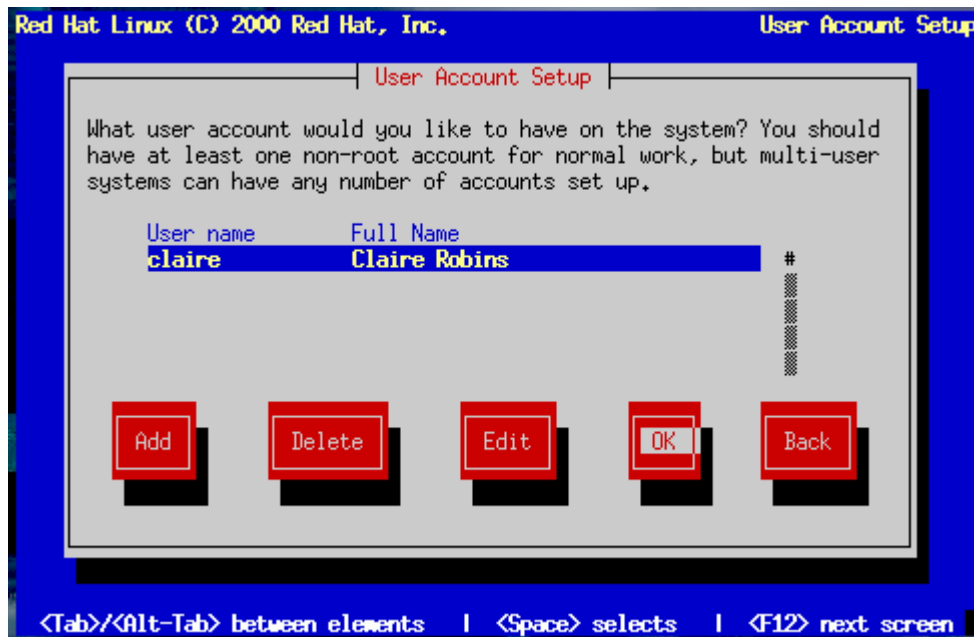 Red Hat Linux (C) 2000 Red Hat, Inc. User Account Setup
User Account Setup
What user account would you like to have on the system? You should
have at least one non-root account for normal work, but multi-user
systems can have any number of accounts set up.
User name Full Name
claire Claire Robins #
Add Delete Edit OK Back
<Tab>/<Alt-Tab> between elements | <Space> selects | <F12> next screen